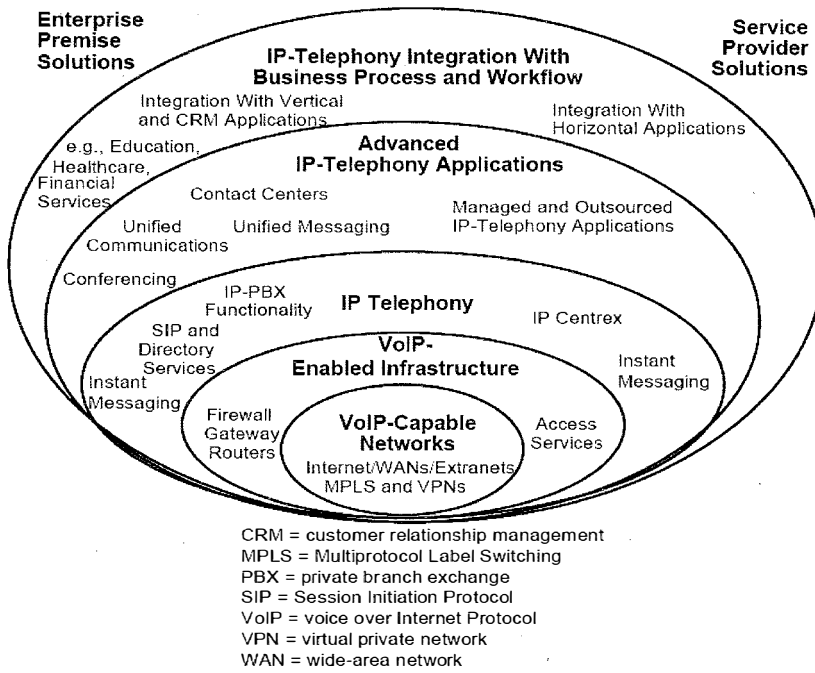 Enterprise
Premise
Solutions
Service
Provider
Solutions
IP-Telephony Integration With
Business Process and Workflow
Integration With Vertical
and CRM Applications
Integration With
Horizontal Applications
e.g., Education,
Healthcare,
Financial
Services
Advanced
IP-Telephony Applications
Contact Centers
Managed and Outsourced
IP-Telephony Applications
Unified
Communications
Unified Messaging
Conferencing
IP-PBX
Functionality
IP Telephony
IP Centrex
SIP and
Directory
Services
Instant
Messaging
VoIP-
Enabled Infrastructure
Instant
Messaging
Firewall
Gateway
Routers
VoIP-Capable
Networks
Access
Services
Internet/WANs/Extranets
MPLS and VPNs
CRM = customer relationship management
MPLS = Multiprotocol Label Switching
PBX = private branch exchange
SIP = Session Initiation Protocol
VoIP = voice over Internet Protocol
VPN = virtual private network
WAN = wide-area network